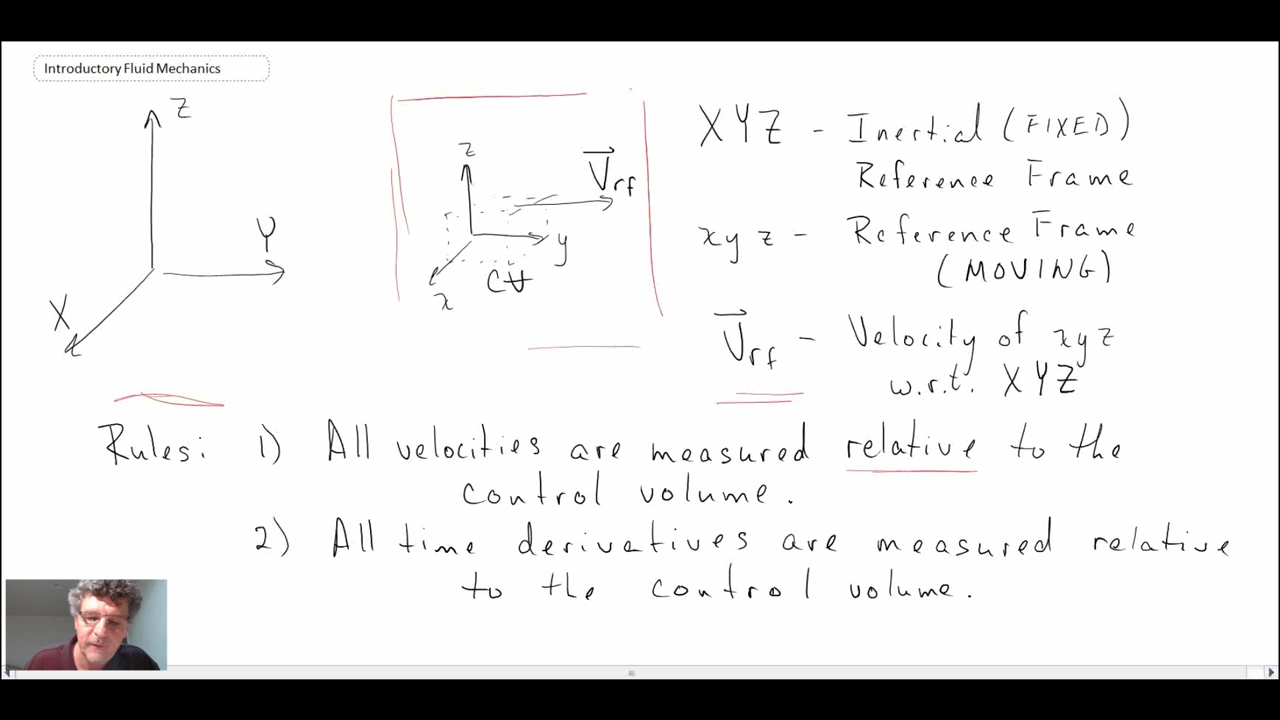 Introductory Fluid Mechanics
Z
Y
X
z
y
x
CV
V rf
XYZ - Inertial (FIXED)
Reference Frame
xyz - Reference Frame
(MOVING)
V rf - Velocity of xyz
w.r.t. XYZ
Rules: 1) All velocities are measured relative to the
control volume.
2) All time derivatives are measured relative
to the control volume.